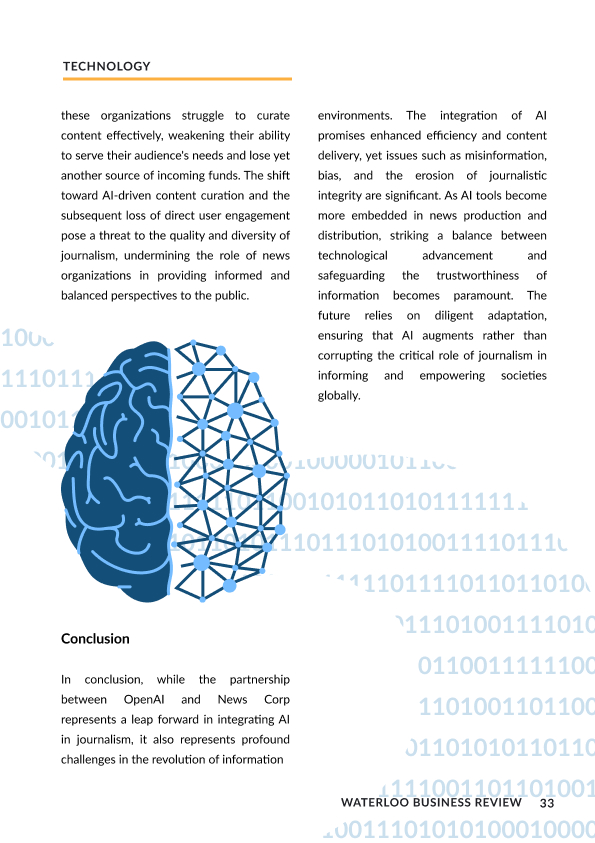 TECHNOLOGY
these organizations struggle to curate
content effectively, weakening their ability
to serve their audience's needs and lose yet
another source of incoming funds. The shift
toward AI-driven content curation and the
subsequent loss of direct user engagement
pose a threat to the quality and diversity of
journalism, undermining the role of news
organizations in providing informed and
balanced perspectives to the public.
Conclusion
In conclusion, while the partnership
between OpenAI and News Corp
represents a leap forward in integrating AI
in journalism, it also represents profound
challenges in the revolution of information
environments. The integration of AI
promises enhanced efficiency and content
delivery, yet issues such as misinformation,
bias, and the erosion of journalistic
integrity are significant. As AI tools become
more embedded in news production and
distribution, striking a balance between
technological advancement and
safeguarding the trustworthiness of
information becomes paramount. The
future relies on diligent adaptation,
ensuring that AI augments rather than
corrupting the critical role of journalism in
informing and empowering societies
globally.
WATERLOO BUSINESS REVIEW 33